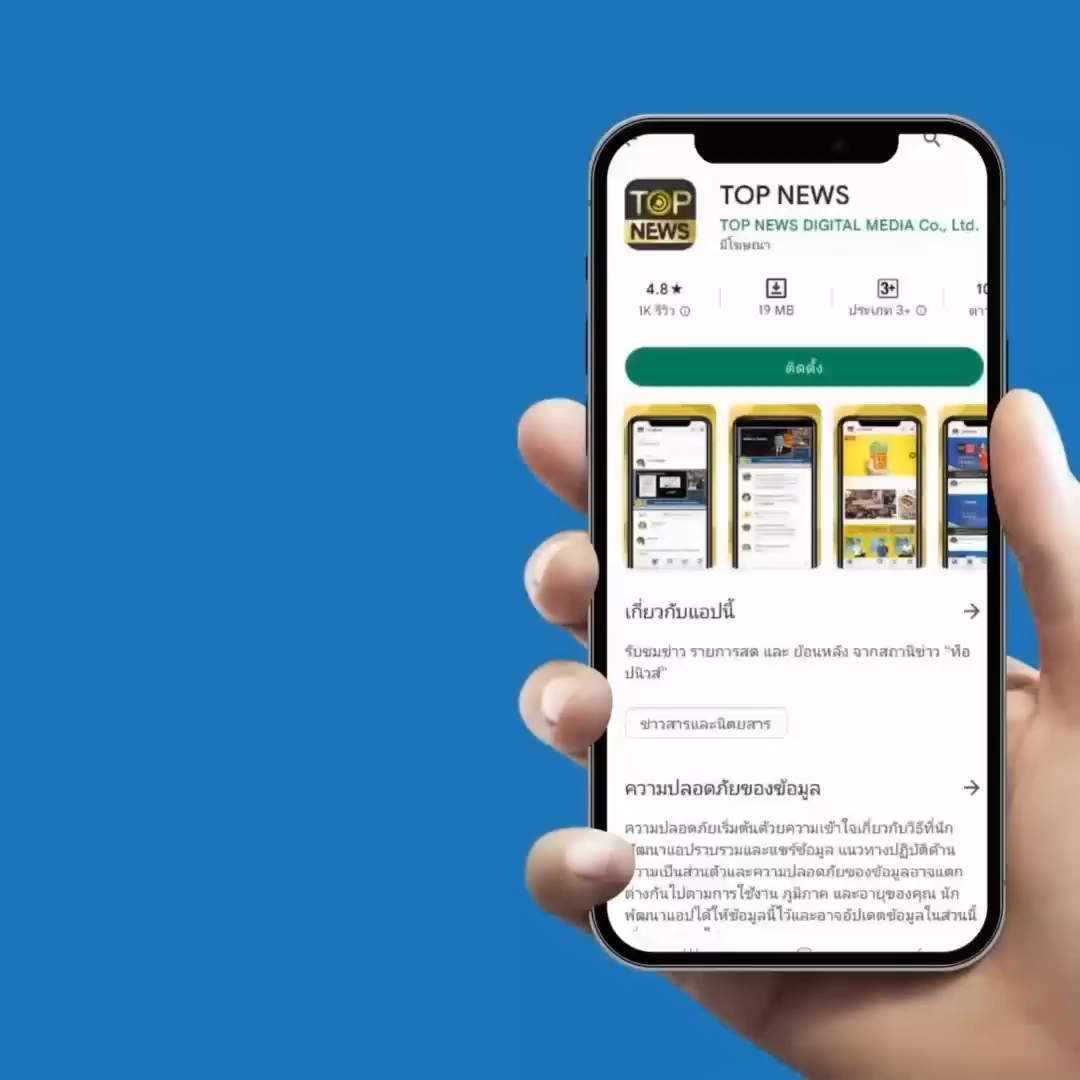 TOP
NEWS
TOP NEWS
TOP NEWS DIGITAL MEDIA Co., Ltd.
มีโฆษณา
4.8★
1K รีวิว
19 MB
3+
ประเภท 3+
10
ดาว
ติดตั้ง
เกี่ยวกับแอปนี้
รับชมข่าว รายการสด และ ย้อนหลัง จากสถานีข่าว "ท็อ
ปนิวส์"
ข่าวสารและนิตยสาร
ความปลอดภัยของข้อมูล
ความปลอดภัยเริ่มต้นด้วยความเข้าใจเกี่ยวกับวิธีที่นัก
พัฒนาแอปรวบรวมและแชร์ข้อมูล แนวทางปฏิบัติด้าน
ความเป็นส่วนตัวและความปลอดภัยของข้อมูลอาจแตก
ต่างกันไปตามการใช้งาน ภูมิภาค และอายุของคุณ นัก
พัฒนาแอปได้ให้ข้อมูลนี้ไว้และอาจอัปเดตข้อมูลในส่วนนี้